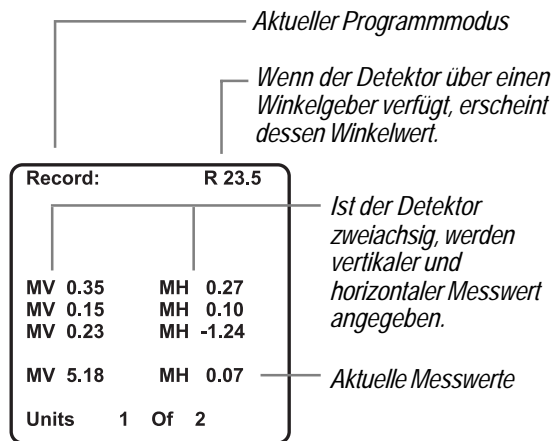 Aktueller Programmmodus
Wenn der Detektor über einen
Winkelgeber verfügt, erscheint
dessen Winkelwert.
Record: R 23.5
Ist der Detektor
zweiachsig, werden
vertikaler und
horizontaler Messwert
angegeben.
MV 0.35 MH 0.27
MV 0.15 MH 0.10
MV 0.23 MH -1.24
MV 5.18 MH 0.07
Aktuelle Messwerte
Units 1 Of 2